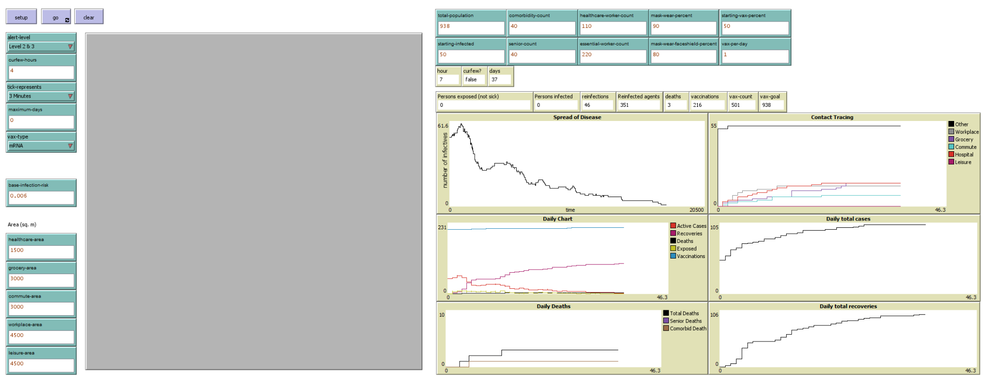 setup go clear
alert-level
Level 2 & 3
curfew-hours
4
tick-represents
3 Minutes
maximum-days
0
vax-type
mRNA
base-infection-risk
0.006
Area (sq. m)
healthcare-area
1500
grocery-area
3000
commute-area
3000
workplace-area
4500
leisure-area
4500
total-population comorbidity-count healthcare-worker-count mask-wear-percent starting-vax-percent
938 40 110 90 50
starting-infected senior-count essential-worker-count mask-wear-faceshield-percent vax-per-day
50 40 220 80 1
hour curfew? days
7 false 37
Persons exposed (not sick) Persons infected reinfections Reinfected agents deaths vaccinations vax-count vax-goal
0 0 46 351 3 216 501 938
Spread of Disease
61.6
number of infectives
0
0 time 20500
Contact Tracing
55
0
0 46.3
Other
Workplace
Grocery
Commute
Hospital
Leisure
Daily Chart
231
0
0 46.3
Active Cases
Recoveries
Deaths
Exposed
Vaccinations
Daily total cases
105
0
0 46.3
Daily Deaths
10
0
0 46.3
Total Deaths
Senior Deaths
Comorbid Death
Daily total recoveries
106
0
0 46.3